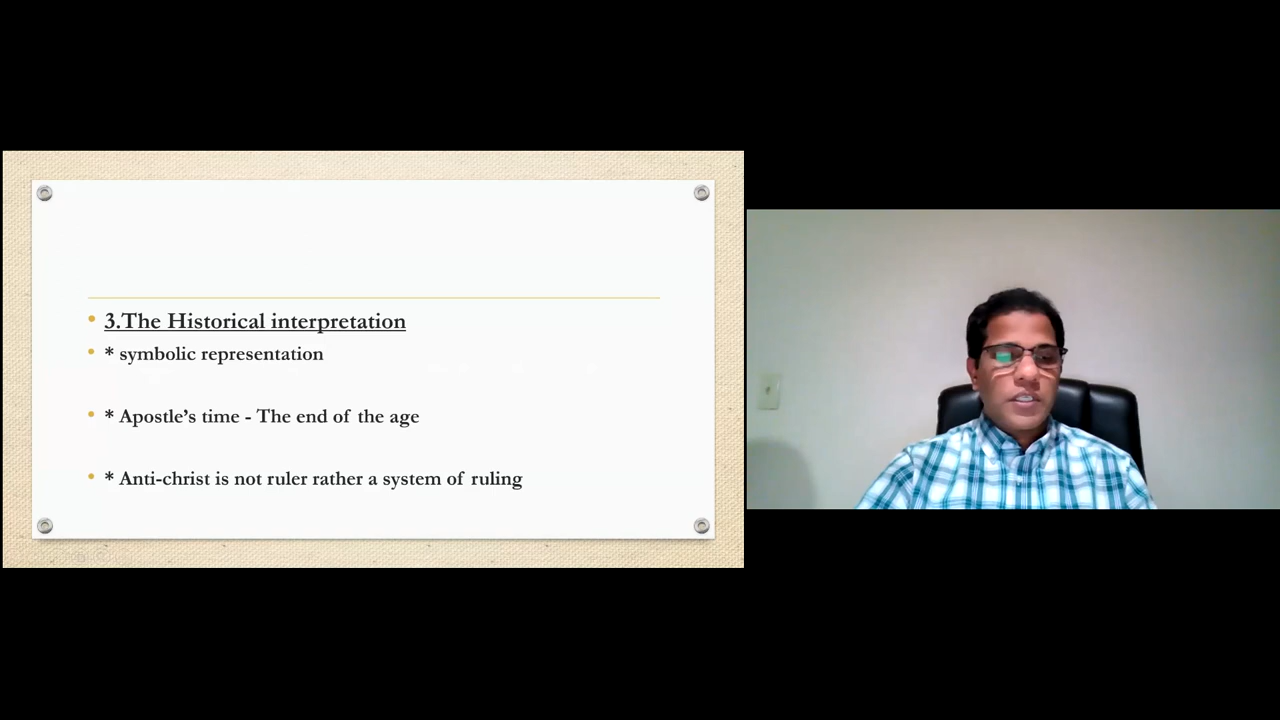 3.The Historical interpretation
* symbolic representation
* Apostle’s time - The end of the age
* Anti-christ is not ruler rather a system of ruling